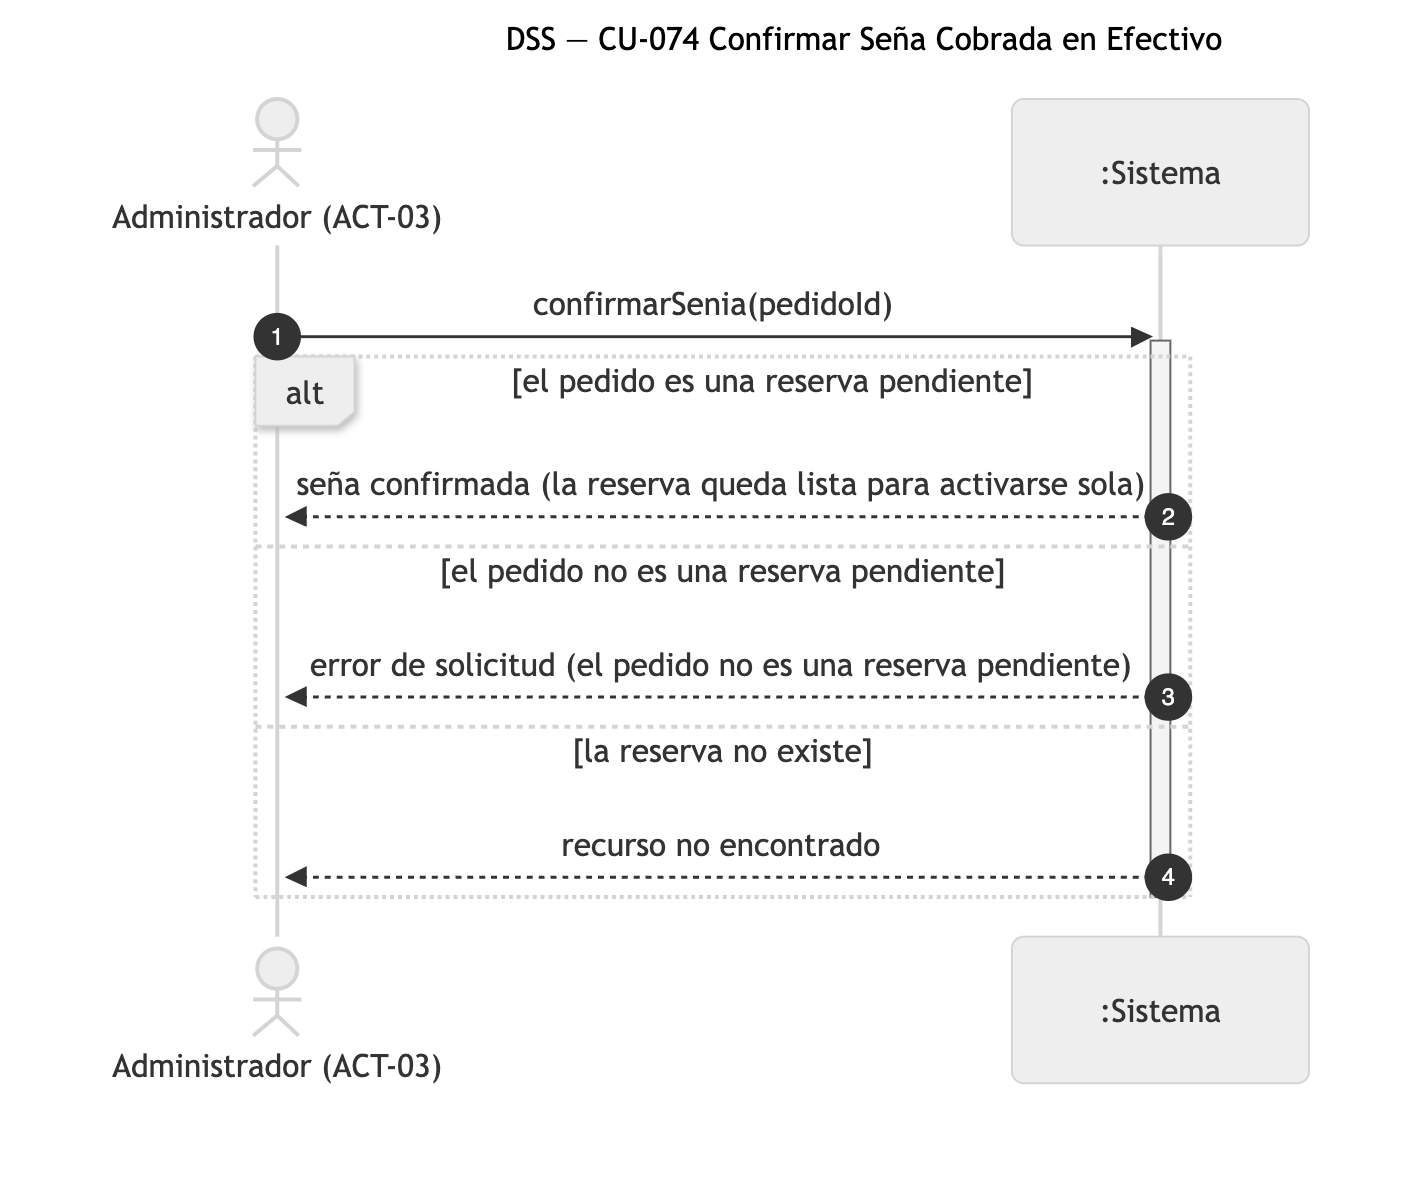 DSS — CU-074 Confirmar Seña Cobrada en Efectivo
Administrador (ACT-03)
:Sistema
confirmarSenia(pedidoId)
1
alt
[el pedido es una reserva pendiente]
seña confirmada (la reserva queda lista para activarse sola)
2
[el pedido no es una reserva pendiente]
error de solicitud (el pedido no es una reserva pendiente)
3
[la reserva no existe]
recurso no encontrado
4
Administrador (ACT-03)
:Sistema